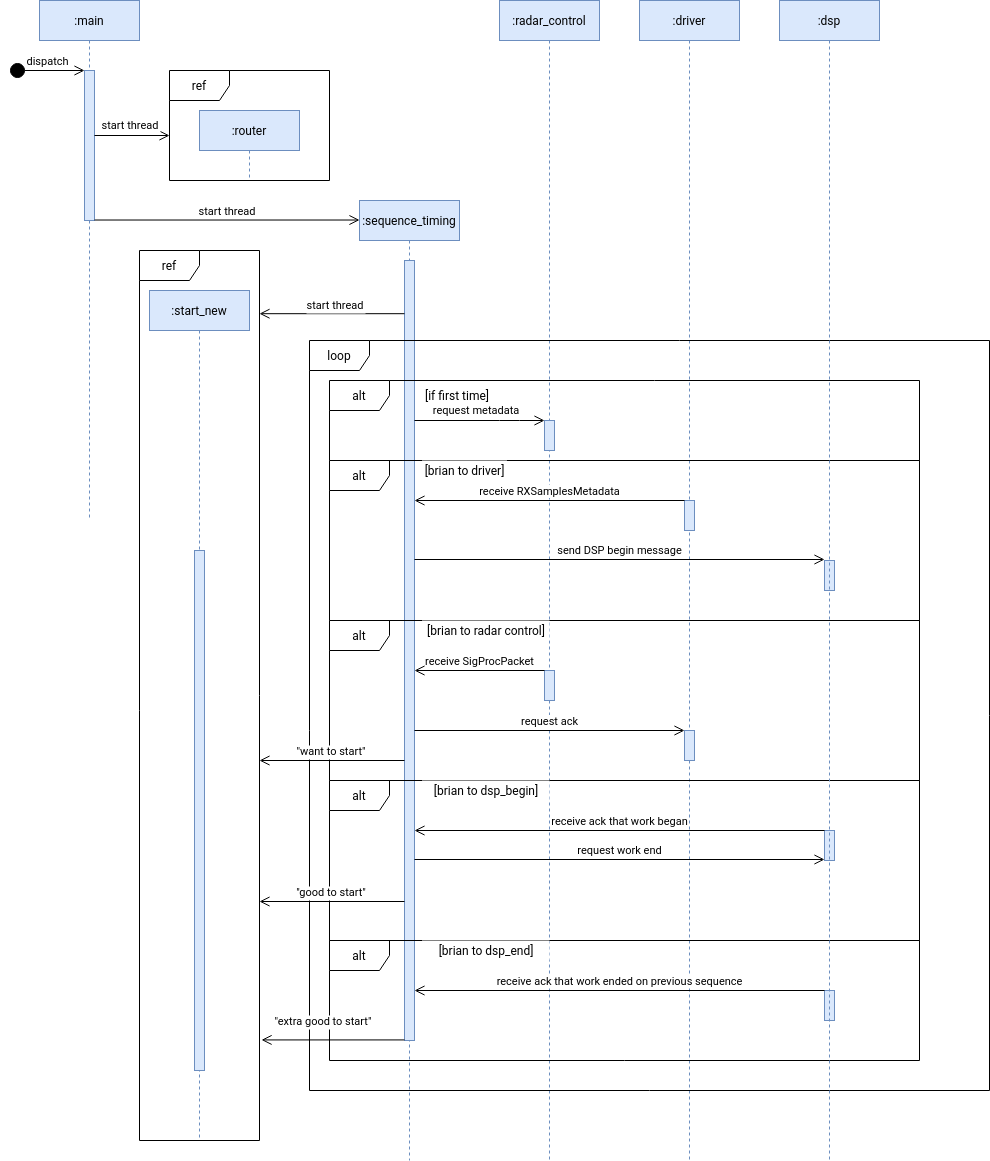 :main
:radar_control
:driver
:dsp
dispatch
ref
start thread
:router
start thread
:sequence_timing
ref
:start_new
start thread
loop
alt
[if first time]
request metadata
alt
[brian to driver]
receive RXSamplesMetadata
send DSP begin message
alt
[brian to radar control]
receive SigProcPacket
request ack
"want to start"
alt
[brian to dsp_begin]
receive ack that work began
request work end
"good to start"
alt
[brian to dsp_end]
receive ack that work ended on previous sequence
"extra good to start"